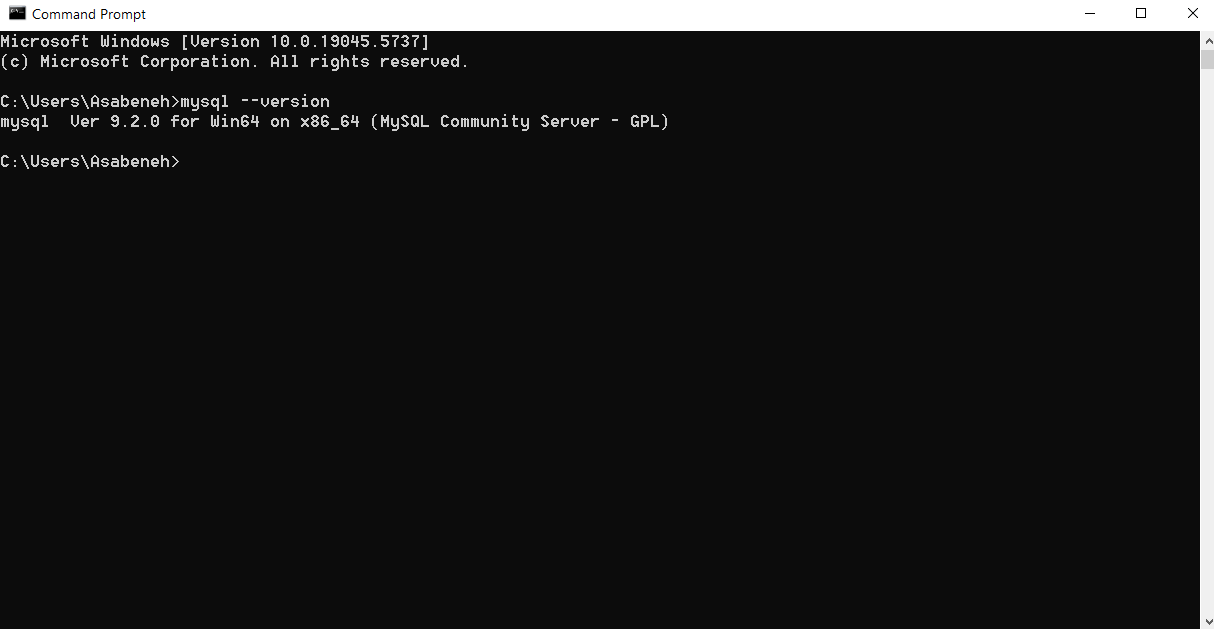 Command Prompt
Microsoft Windows [Version 10.0.19045.5737]
(c) Microsoft Corporation. All rights reserved.
C:\Users\Asabeneh>mysql --version
mysql  Ver 9.2.0 for Win64 on x86_64 (MySQL Community Server - GPL)
C:\Users\Asabeneh>